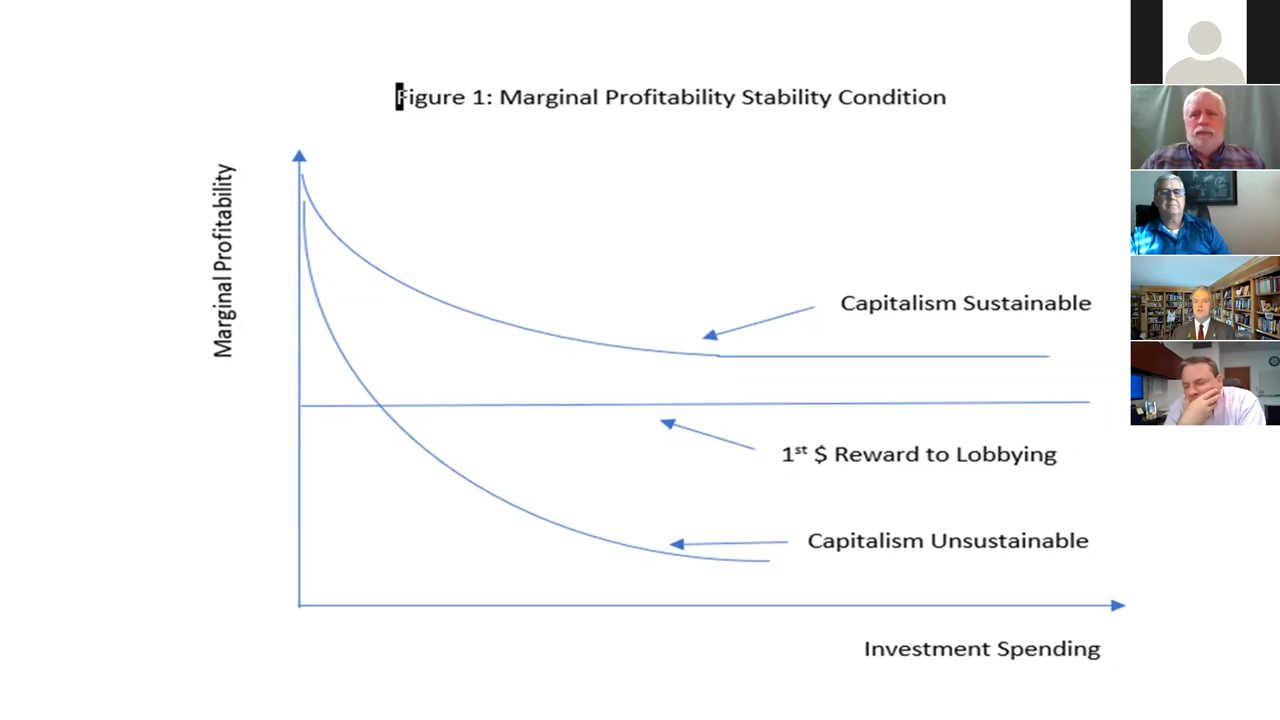 Figure 1: Marginal Profitability Stability Condition
Marginal Profitability
Capitalism Sustainable
1st $ Reward to Lobbying
Capitalism Unsustainable
Investment Spending